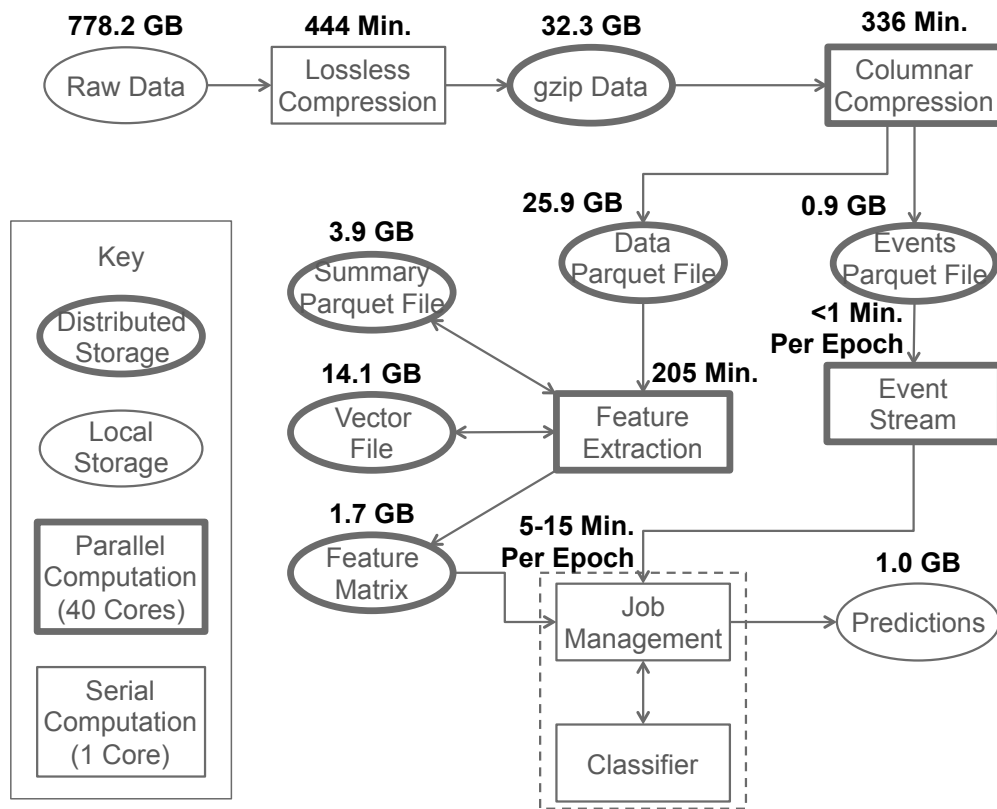 778.2 GB
444 Min.
32.3 GB
336 Min.
Raw Data
Lossless
Compression
gzip Data
Columnar
Compression
25.9 GB
0.9 GB
3.9 GB
Data
Parquet File
Events
Parquet File
Key
Summary
Parquet File
Distributed
Storage
<1 Min.
Per Epoch
14.1 GB
205 Min.
Local
Storage
Vector
File
Feature
Extraction
Event
Stream
1.7 GB
5-15 Min.
Per Epoch
Parallel
Computation
(40 Cores)
Feature
Matrix
1.0 GB
Job
Management
Predictions
Serial
Computation
(1 Core)
Classifier